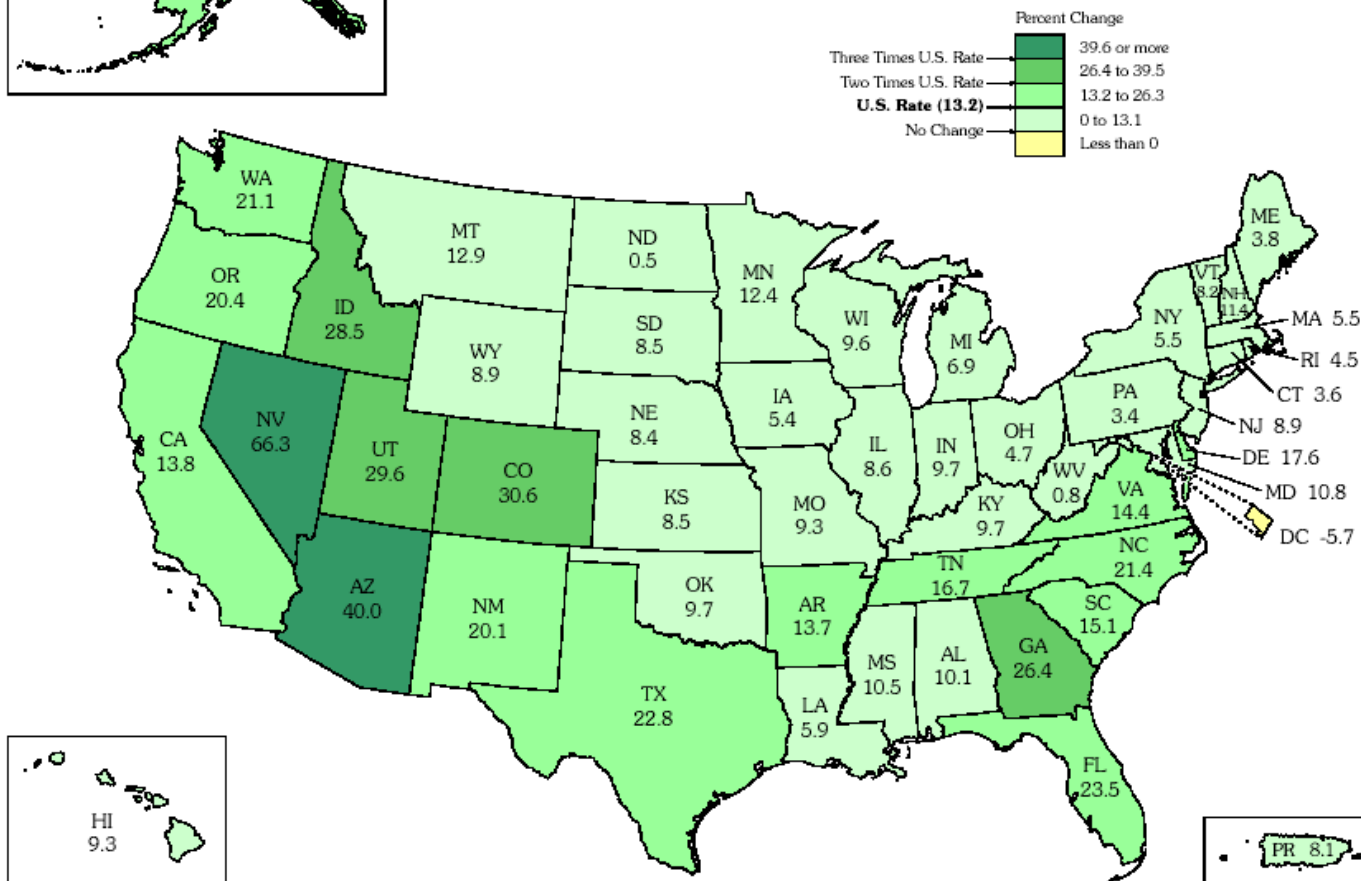 Percent Change
39.6 or more
Three Times U.S. Rate
26.4 to 39.5
Two Times U.S. Rate
13.2 to 26.3
U.S. Rate (13.2)
0 to 13.1
No Change
Less than 0
WA
21.1
MT
12.9
ND
0.5
MN
12.4
ME
3.8
VT
8.2
NH
11.4
OR
20.4
ID
28.5
SD
8.5
WI
9.6
MI
6.9
NY
5.5
MA 5.5
RI 4.5
CT 3.6
WY
8.9
IA
5.4
PA
3.4
NJ 8.9
NE
8.4
NV
66.3
CA
13.8
UT
29.6
CO
30.6
IL
8.6
IN
9.7
OH
4.7
WV
0.8
DE 17.6
MD 10.8
DC -5.7
VA
14.4
KS
8.5
MO
9.3
KY
9.7
NC
21.4
TN
16.7
AZ
40.0
NM
20.1
OK
9.7
AR
13.7
SC
15.1
GA
26.4
MS
10.5
AL
10.1
TX
22.8
LA
5.9
FL
23.5
HI
9.3
PR 8.1